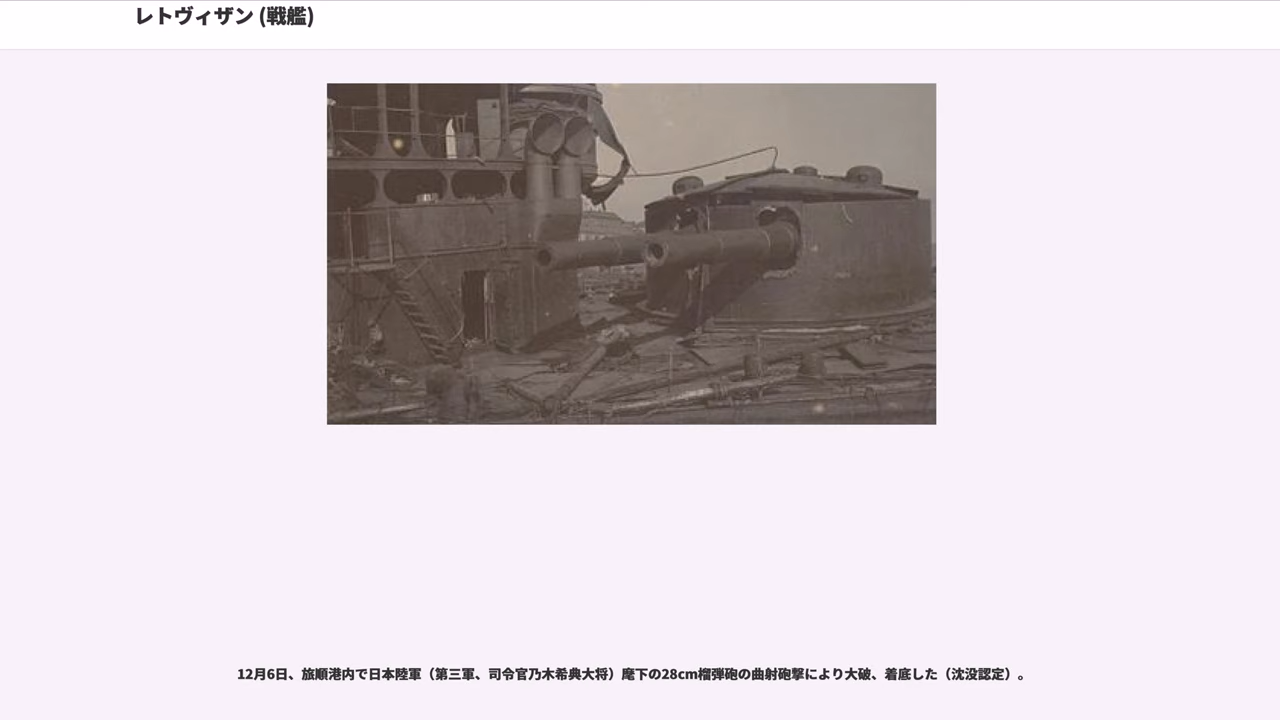 レトヴィザン (戦艦)
12月6日、旅順港内で日本陸軍（第三軍、司令官乃木希典大将）麾下の28cm榴弾砲の曲射砲撃により大破、着底した（沈没認定）。